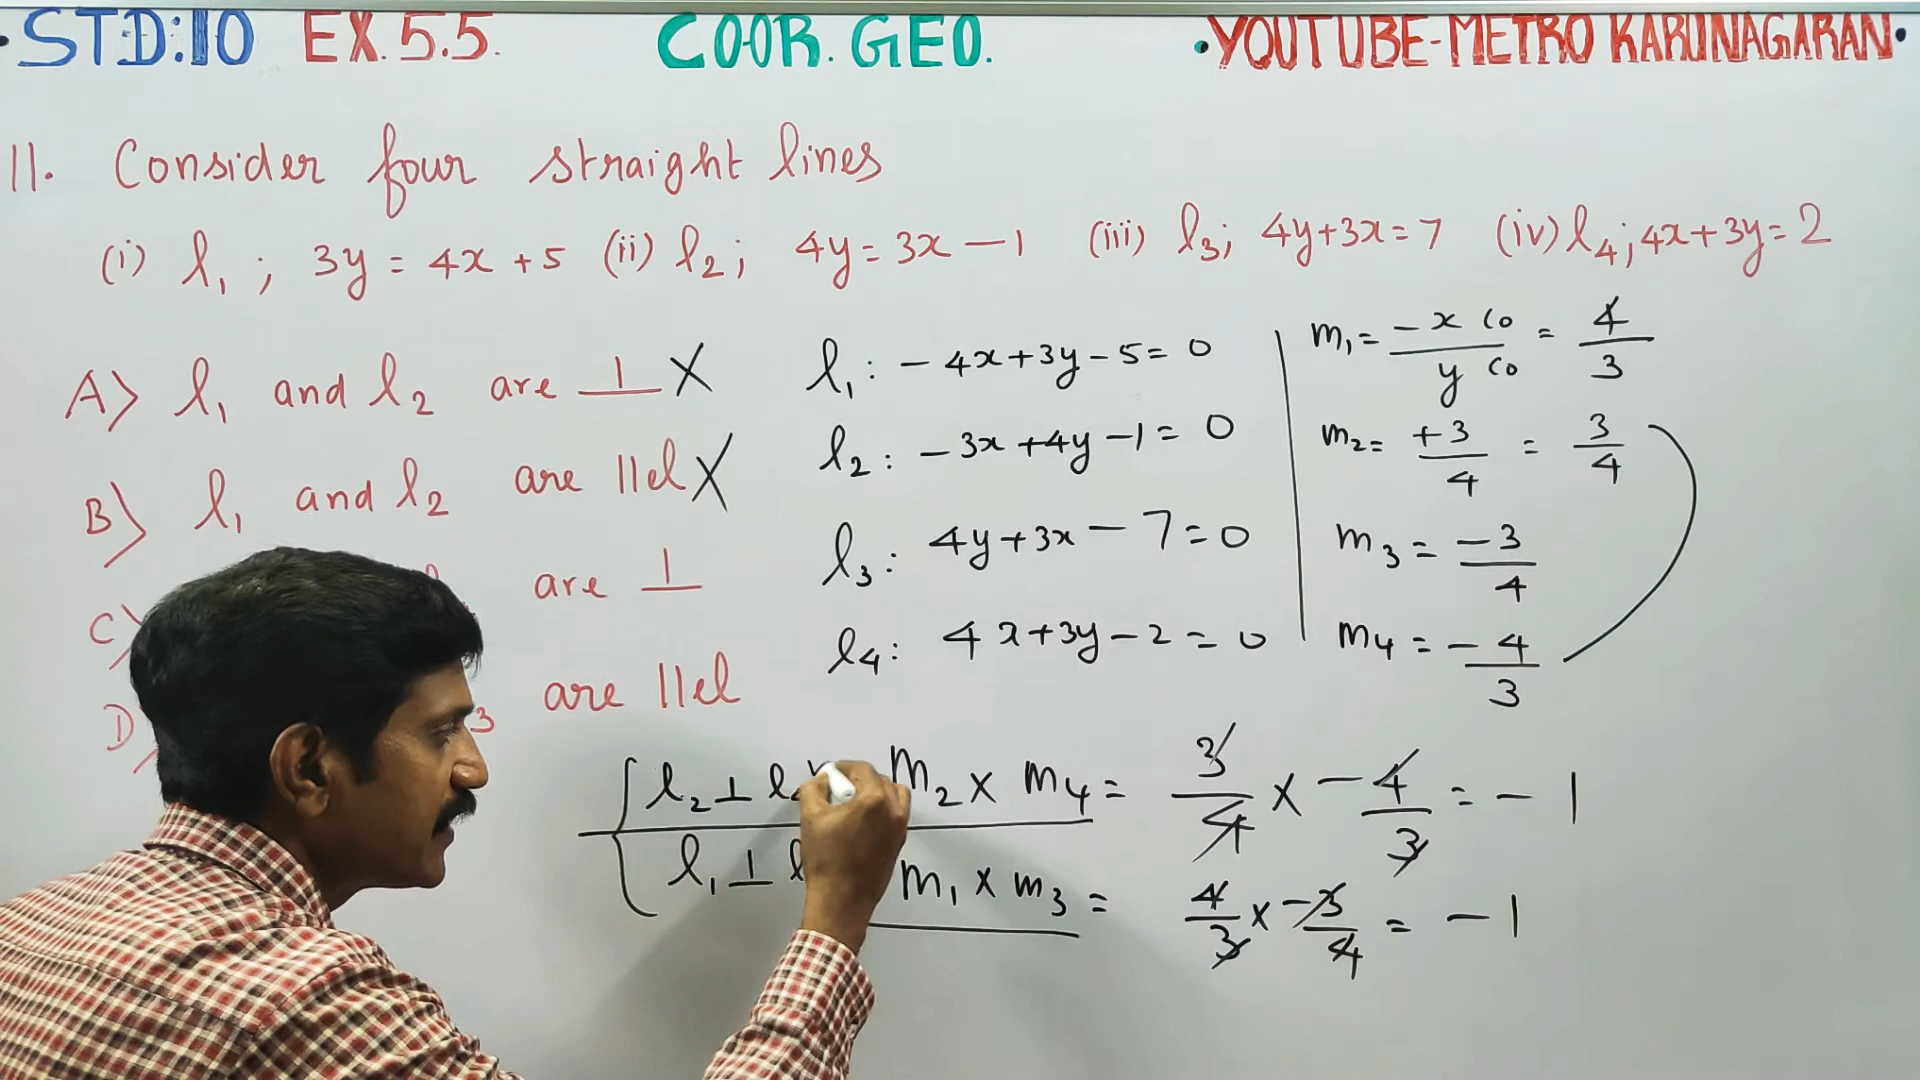 •STD:10 EX.5.5. COOR.GEO. •YOUTUBE-METRO KARUNAGARAN•
11. Consider four straight lines
(i) l₁ ; 3y = 4x + 5 (ii) l₂ ; 4y = 3x - 1 (iii) l₃; 4y+3x = 7 (iv) l₄; 4x+3y = 2
A) l₁ and l₂ are ⊥ X
B) l₁ and l₂ are ||el X
C) are ⊥
D) 3 are ||el
l₁: - 4x+3y-5 = 0
l₂: - 3x +4y -1 = 0
l₃: 4y+3x - 7 = 0
l₄: 4x+3y-2 = 0
m₁ = -x co / y co = 4/3
m₂ = +3/4 = 3/4
m₃ = -3/4
m₄ = -4/3
l₂ ⊥ l m₂ x m₄ = 3/4 x -4/3 = -1
l₁ ⊥ l m₁ x m₃ = 4/3 x -3/4 = -1